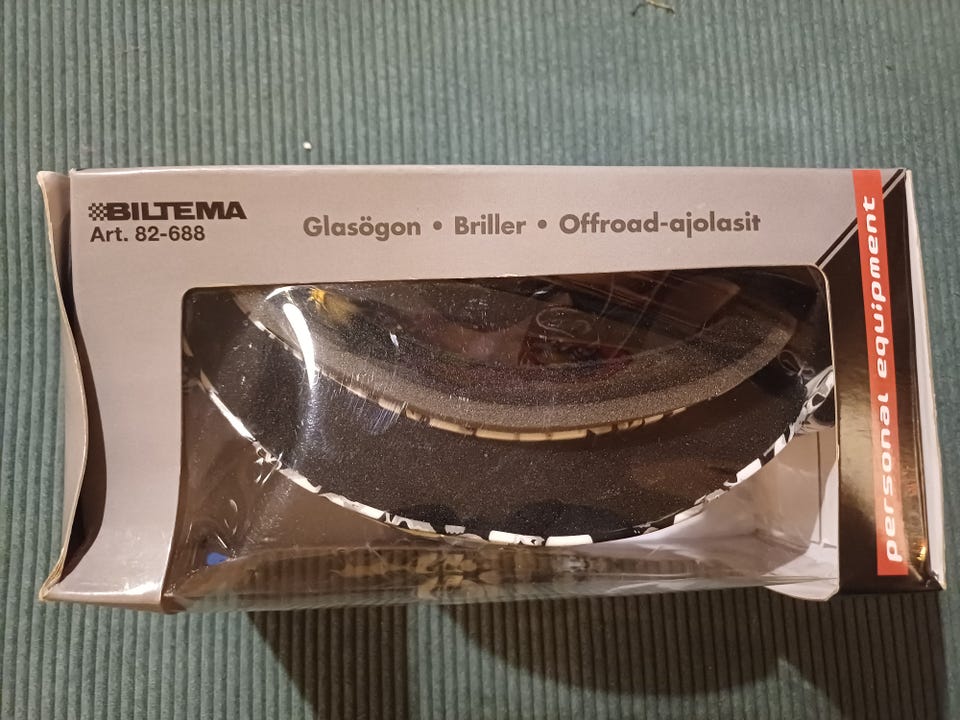 BILTEMA
Art. 82-688
Glasögon • Briller • Offroad-ajolasit
personal equipment